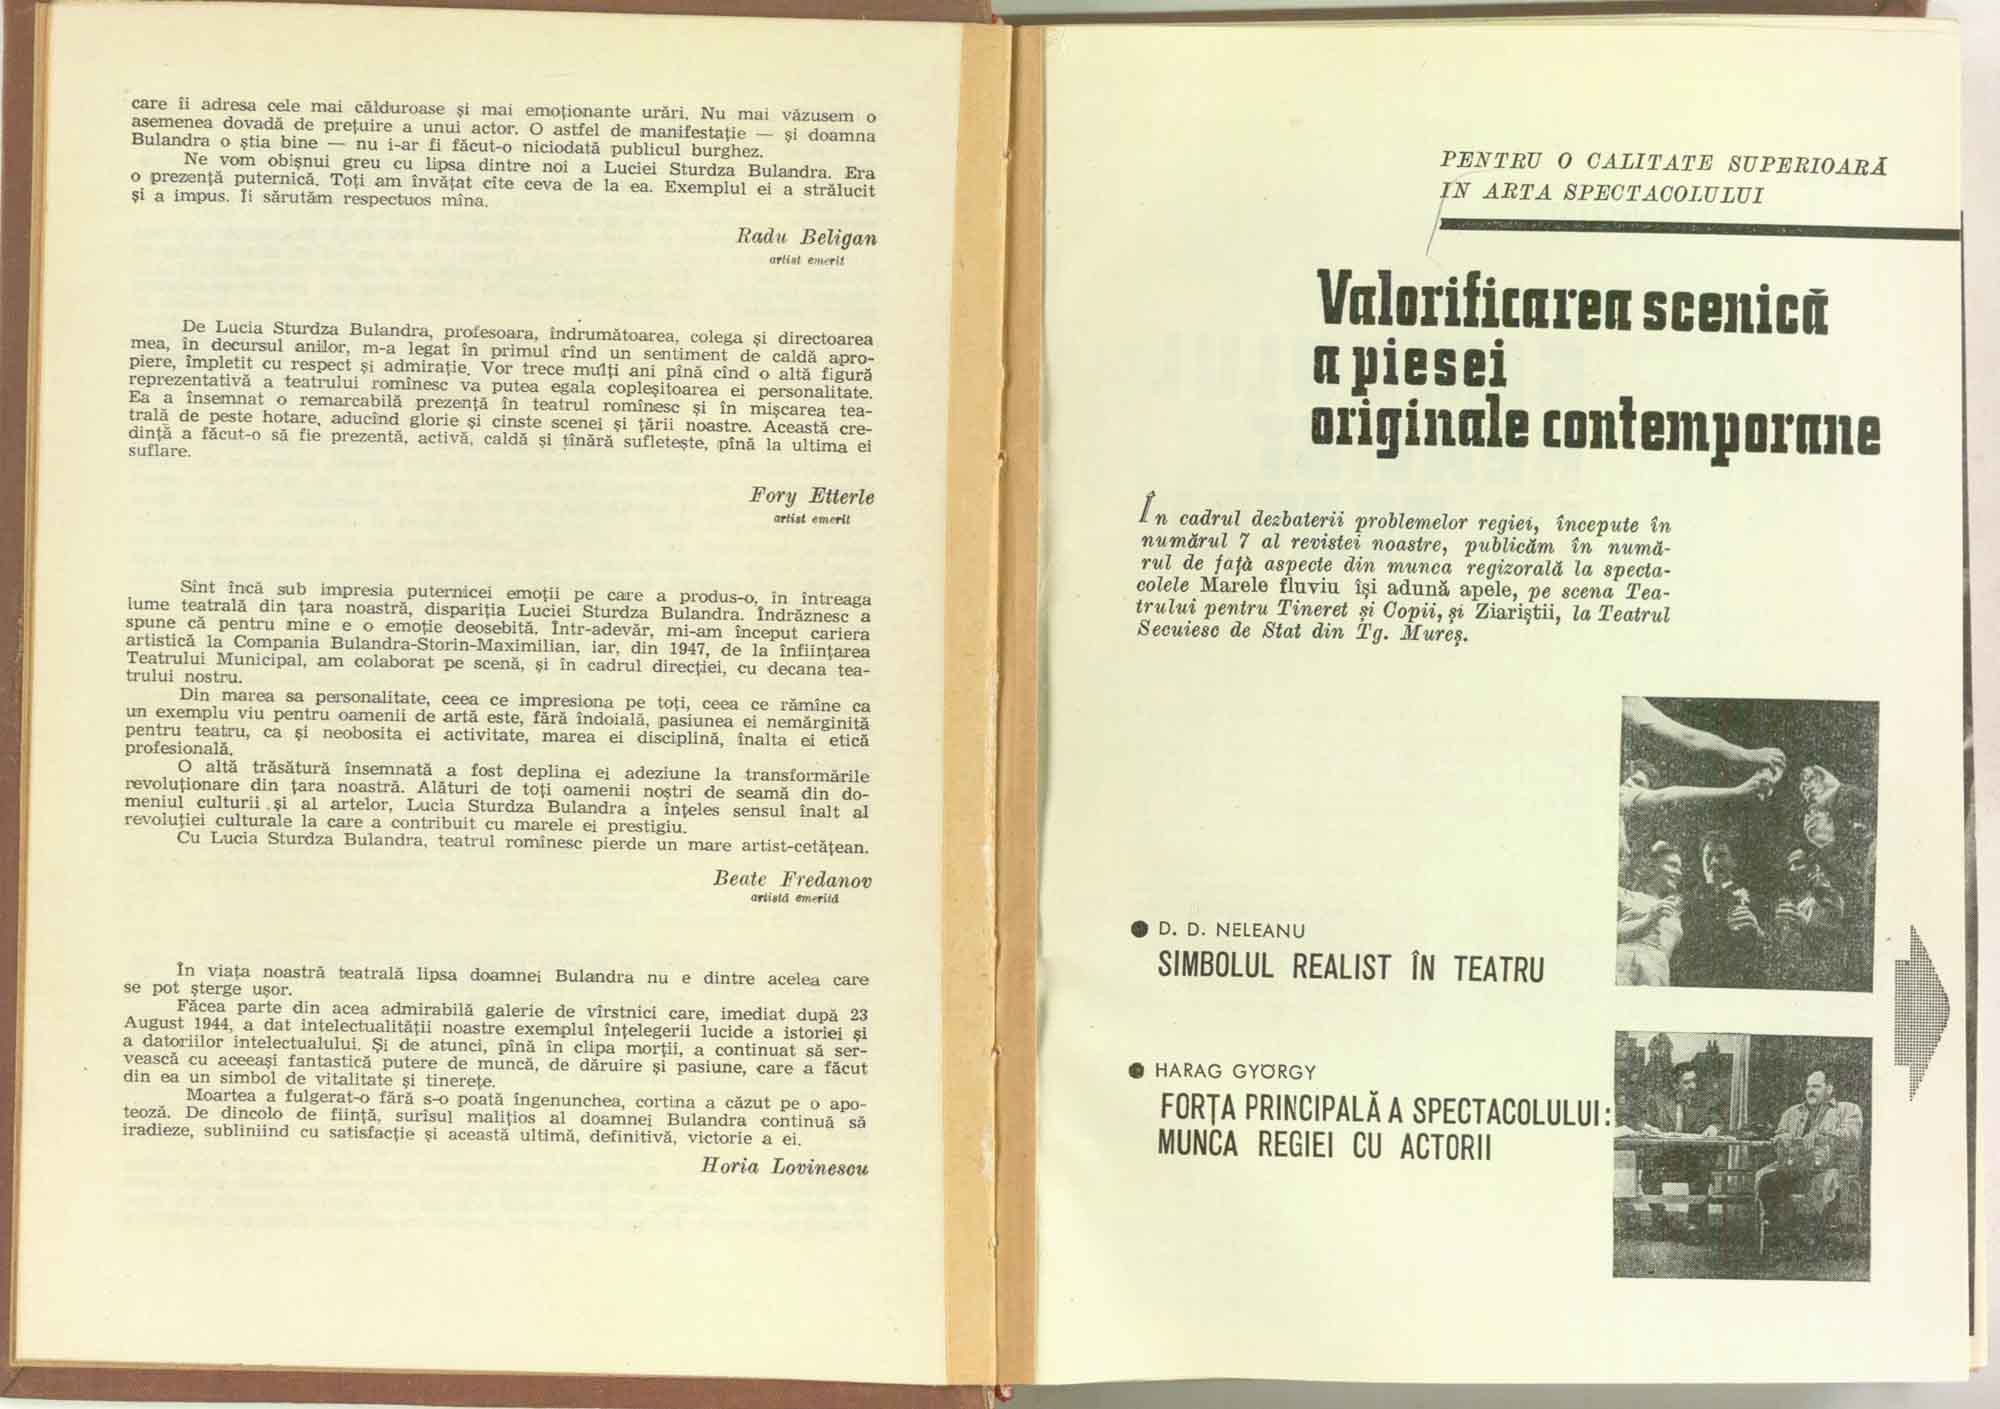 care îi adresa cele mai călduroase și mai emoționante urări. Nu mai văzusem o
asemenea dovadă de prețuire a unui actor. O astfel de manifestație — și doamna
Bulandra o știa bine — nu i-ar fi făcut-o niciodată publicul burghez.
Ne vom obișnui greu cu lipsa dintre noi a Luciei Sturdza Bulandra. Era
o prezență puternică. Toți am învățat cîte ceva de la ea. Exemplul ei a strălucit
și a impus. Îi sărutăm respectuos mîna.
Radu Beligan
artist emerit
De Lucia Sturdza Bulandra, profesoara, îndrumătoarea, colega și directoarea
mea, în decursul anilor, m-a legat în primul rînd un sentiment de caldă apro-
piere, împletit cu respect și admirație. Vor trece mulți ani pînă cînd o altă figură
reprezentativă a teatrului romînesc va putea egala copleșitoarea ei personalitate.
Ea a însemnat o remarcabilă prezență în teatrul romînesc și în mișcarea tea-
trală de peste hotare, aducînd glorie și cinste scenei și țării noastre. Această cre-
dință a făcut-o să fie prezentă, activă, caldă și tînără sufletește, pînă la ultima ei
suflare.
Fory Etterle
artist emerit
Sînt încă sub impresia puternicei emoții pe care a produs-o, în întreaga
lume teatrală din țara noastră, dispariția Luciei Sturdza Bulandra. Îndrăznesc a
spune că pentru mine e o emoție deosebită. Într-adevăr, mi-am început cariera
artistică la Compania Bulandra-Storin-Maximilian, iar, din 1947, de la înființarea
Teatrului Municipal, am colaborat pe scenă, și în cadrul direcției, cu decana tea-
trului nostru.
Din marea sa personalitate, ceea ce impresiona pe toți, ceea ce rămîne ca
un exemplu viu pentru oamenii de artă este, fără îndoială, pasiunea ei nemărginită
pentru teatru, ca și neobosita ei activitate, marea ei disciplină, înalta ei etică
profesională.
O altă trăsătură însemnată a fost deplina ei adeziune la transformările
revoluționare din țara noastră. Alături de toți oamenii noștri de seamă din do-
meniul culturii și al artelor, Lucia Sturdza Bulandra a înțeles sensul înalt al
revoluției culturale la care a contribuit cu marele ei prestigiu.
Cu Lucia Sturdza Bulandra, teatrul romînesc pierde un mare artist-cetățean.
Beate Fredanov
artistă emerită
În viața noastră teatrală lipsa doamnei Bulandra nu e dintre acelea care
se pot șterge ușor.
Făcea parte din acea admirabilă galerie de vîrstnici care, imediat după 23
August 1944, a dat intelectualității noastre exemplul înțelegerii lucide a istoriei și
a datoriilor intelectualului. Și de atunci, pînă în clipa morții, a continuat să ser-
vească cu aceeași fantastică putere de muncă, de dăruire și pasiune, care a făcut
din ea un simbol de vitalitate și tinerețe.
Moartea a fulgerat-o fără s-o poată îngenunchea, cortina a căzut pe o apo-
teoză. De dincolo de ființă, surîsul malițios al doamnei Bulandra continuă să
iradieze, subliniind cu satisfacție și această ultimă, definitivă, victorie a ei.
Horia Lovinescu
PENTRU O CALITATE SUPERIOARĂ
IN ARTA SPECTACOLULUI
Valorificarea scenică
a piesei
originale contemporane
În cadrul dezbaterii problemelor regiei, începute în
numărul 7 al revistei noastre, publicăm în numă-
rul de față aspecte din munca regizorală la specta-
colele Marele fluviu își adună apele, pe scena Tea-
trului pentru Tineret și Copii, și Ziariștii, la Teatrul
Secuiesc de Stat din Tg. Mureș.
● D. D. NELEANU
SIMBOLUL REALIST ÎN TEATRU
● HARAG GYÖRGY
FORȚA PRINCIPALĂ A SPECTACOLULUI:
MUNCA REGIEI CU ACTORII